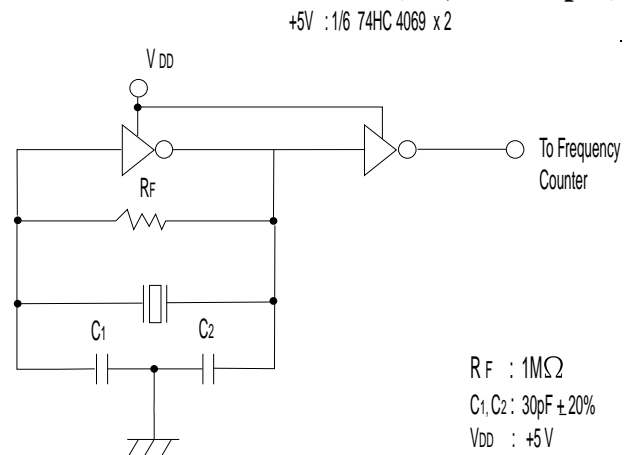 +5V : 1/6 74HC 4069 x 2
VDD
RF
To Frequency
Counter
C1
C2
RF : 1MΩ
C1, C2 : 30pF ±20%
VDD : +5V